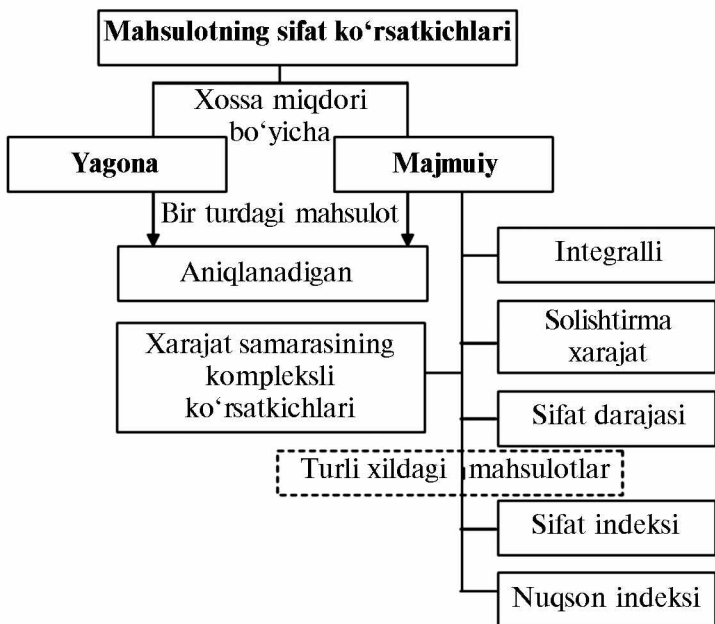 Mahsulotning sifat ko‘rsatkichlari
Xossa miqdori
bo‘yicha
Yagona
Majmuiy
Bir turdagi mahsulot
Aniqlanadigan
Integralli
Xarajat samarasining
kompleksli
ko‘rsatkichlari
Solishtirma
xarajat
Sifat darajasi
Turli xildagi mahsulotlar
Sifat indeksi
Nuqson indeksi